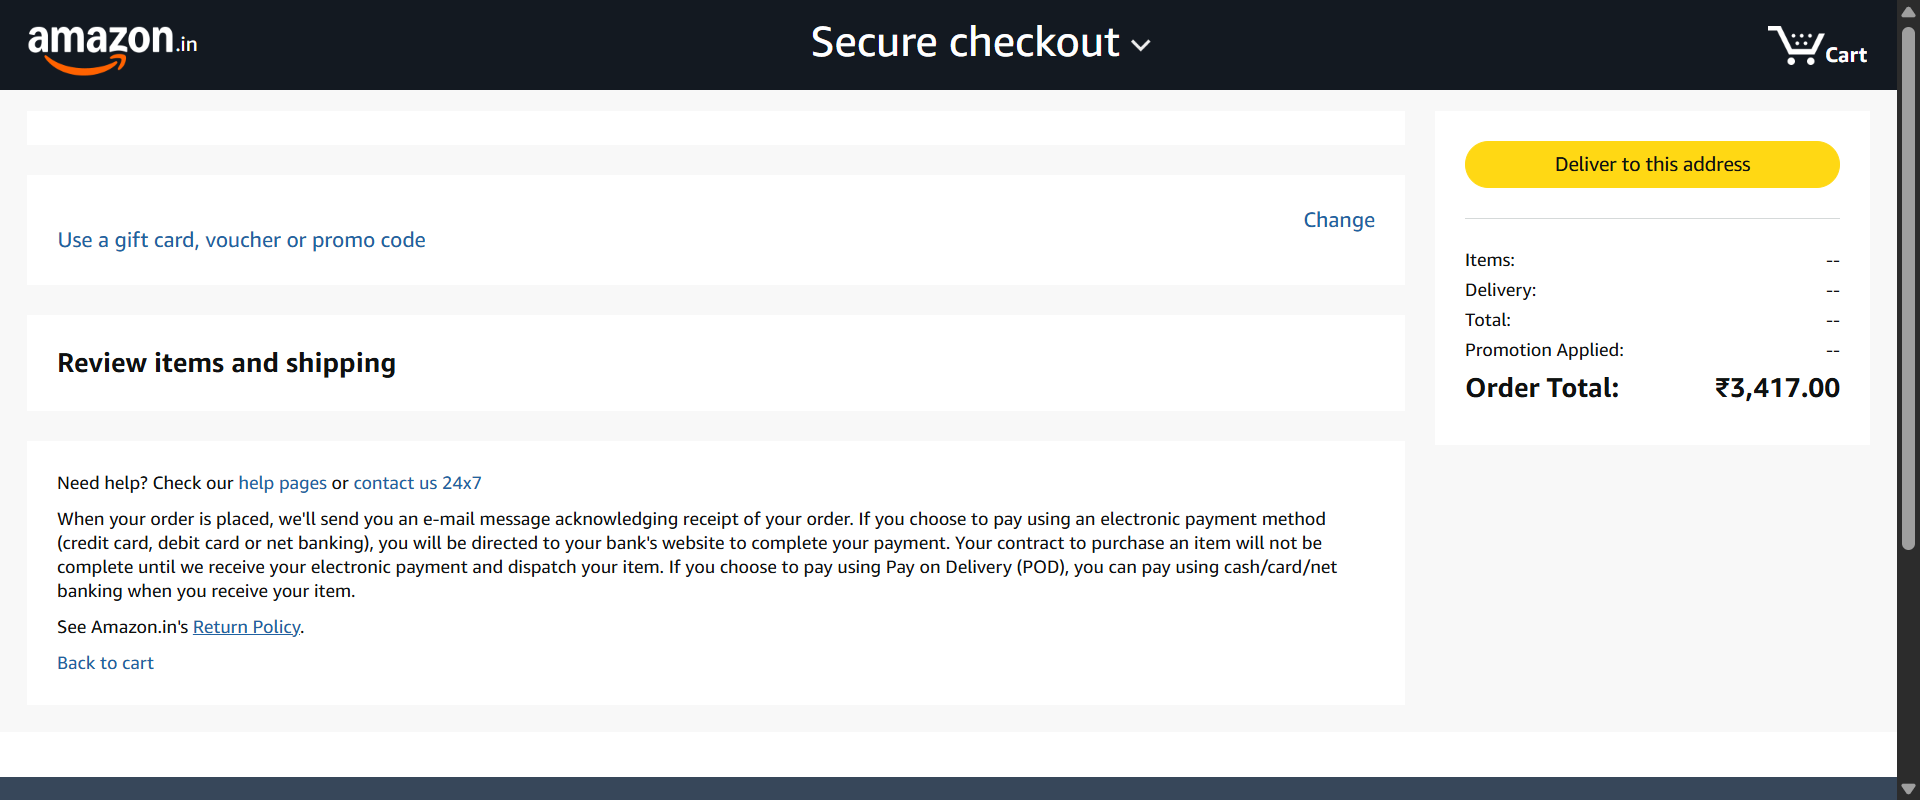 amazon.in
Secure checkout
Cart
Use a gift card, voucher or promo code
Change
Review items and shipping
Need help? Check our help pages or contact us 24x7
When your order is placed, we'll send you an e-mail message acknowledging receipt of your order. If you choose to pay using an electronic payment method
(credit card, debit card or net banking), you will be directed to your bank's website to complete your payment. Your contract to purchase an item will not be
complete until we receive your electronic payment and dispatch your item. If you choose to pay using Pay on Delivery (POD), you can pay using cash/card/net
banking when you receive your item.
See Amazon.in's Return Policy.
Back to cart
Deliver to this address
Items: --
Delivery: --
Total: --
Promotion Applied: --
Order Total: ₹3,417.00